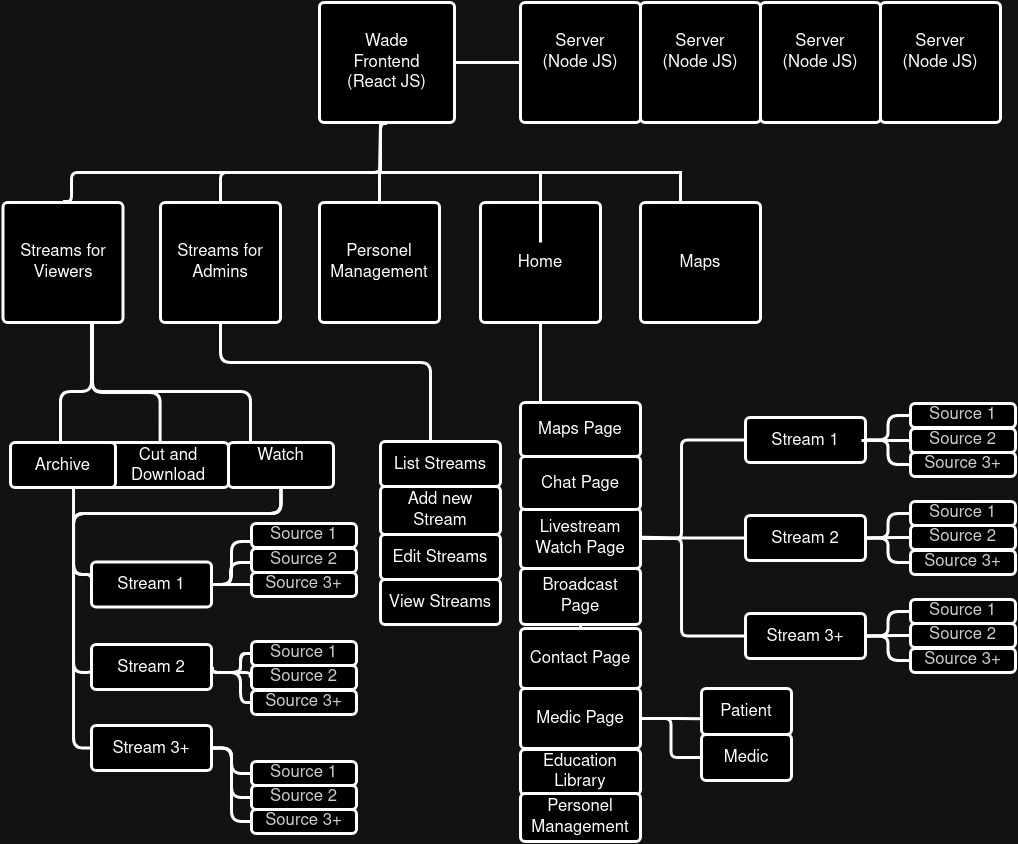 Wade
Frontend
(React JS)
Server
(Node JS)
Server
(Node JS)
Server
(Node JS)
Server
(Node JS)
Streams for
Viewers
Streams for
Admins
Personel
Management
Home
Maps
Archive
Cut and
Download
Watch
Stream 1
Source 1
Source 2
Source 3+
Stream 2
Source 1
Source 2
Source 3+
Stream 3+
Source 1
Source 2
Source 3+
List Streams
Add new
Stream
Edit Streams
View Streams
Maps Page
Chat Page
Livestream
Watch Page
Broadcast
Page
Contact Page
Medic Page
Education
Library
Personel
Management
Stream 1
Source 1
Source 2
Source 3+
Stream 2
Source 1
Source 2
Source 3+
Stream 3+
Source 1
Source 2
Source 3+
Patient
Medic